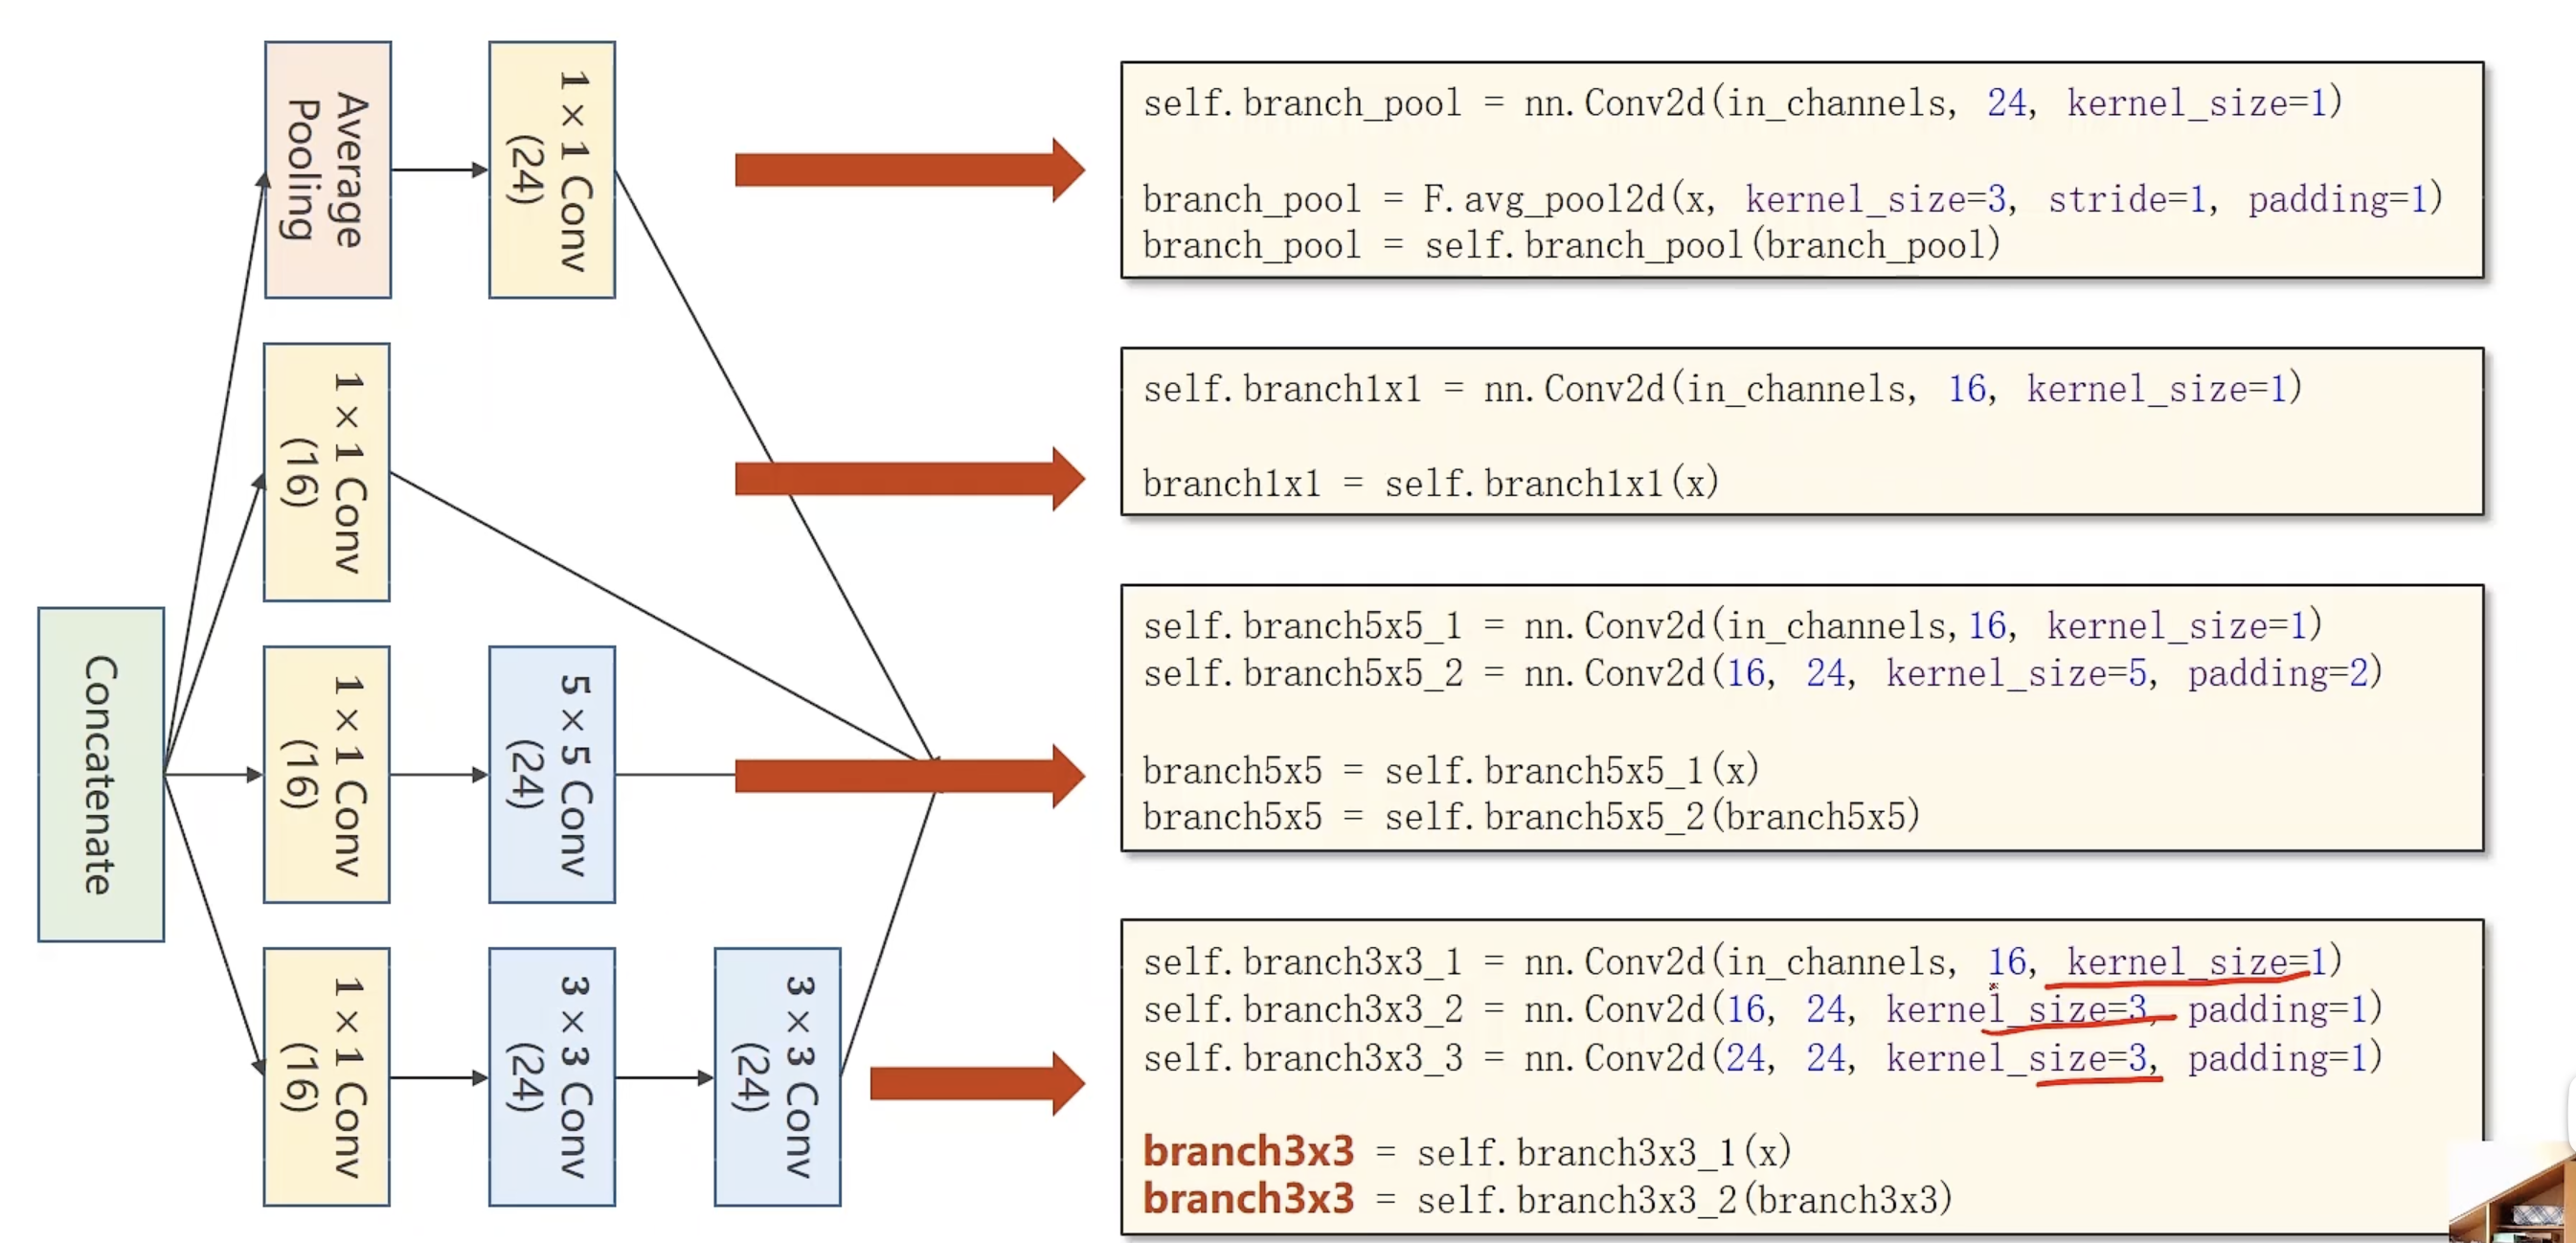 Average
Pooling
1×1 Conv
(24)
1×1 Conv
(16)
Concatenate
1×1 Conv
(16)
5×5 Conv
(24)
1×1 Conv
(16)
3×3 Conv
(24)
3×3 Conv
(24)
self.branch_pool = nn.Conv2d(in_channels, 24, kernel_size=1)
branch_pool = F.avg_pool2d(x, kernel_size=3, stride=1, padding=1)
branch_pool = self.branch_pool(branch_pool)
self.branch1x1 = nn.Conv2d(in_channels, 16, kernel_size=1)
branch1x1 = self.branch1x1(x)
self.branch5x5_1 = nn.Conv2d(in_channels,16, kernel_size=1)
self.branch5x5_2 = nn.Conv2d(16, 24, kernel_size=5, padding=2)
branch5x5 = self.branch5x5_1(x)
branch5x5 = self.branch5x5_2(branch5x5)
self.branch3x3_1 = nn.Conv2d(in_channels, 16, kernel_size=1)
self.branch3x3_2 = nn.Conv2d(16, 24, kernel_size=3, padding=1)
self.branch3x3_3 = nn.Conv2d(24, 24, kernel_size=3, padding=1)
branch3x3 = self.branch3x3_1(x)
branch3x3 = self.branch3x3_2(branch3x3)